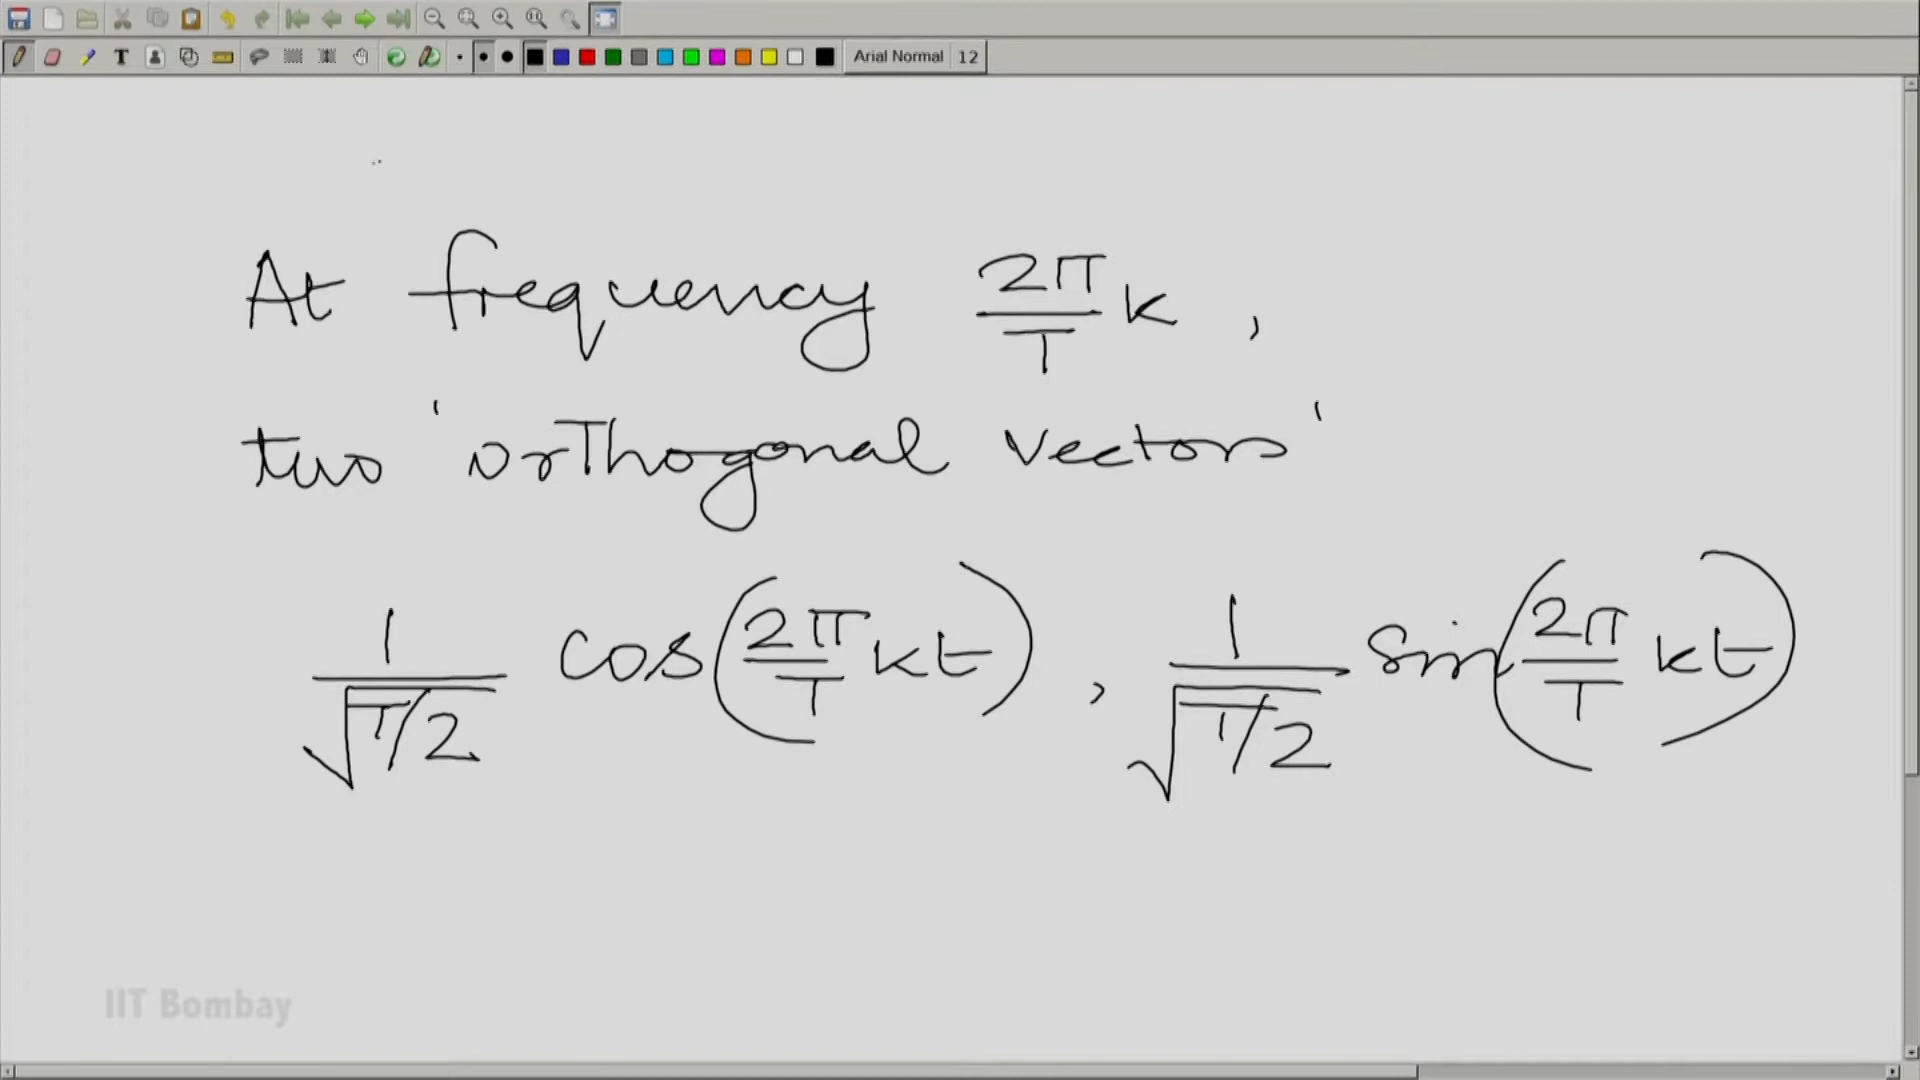 T Arial Normal 12
At frequency 2π/T k ,
two 'orthogonal vectors'
1/√T/2 cos(2π/T kt) , 1/√T/2 sin(2π/T kt)
IIT Bombay